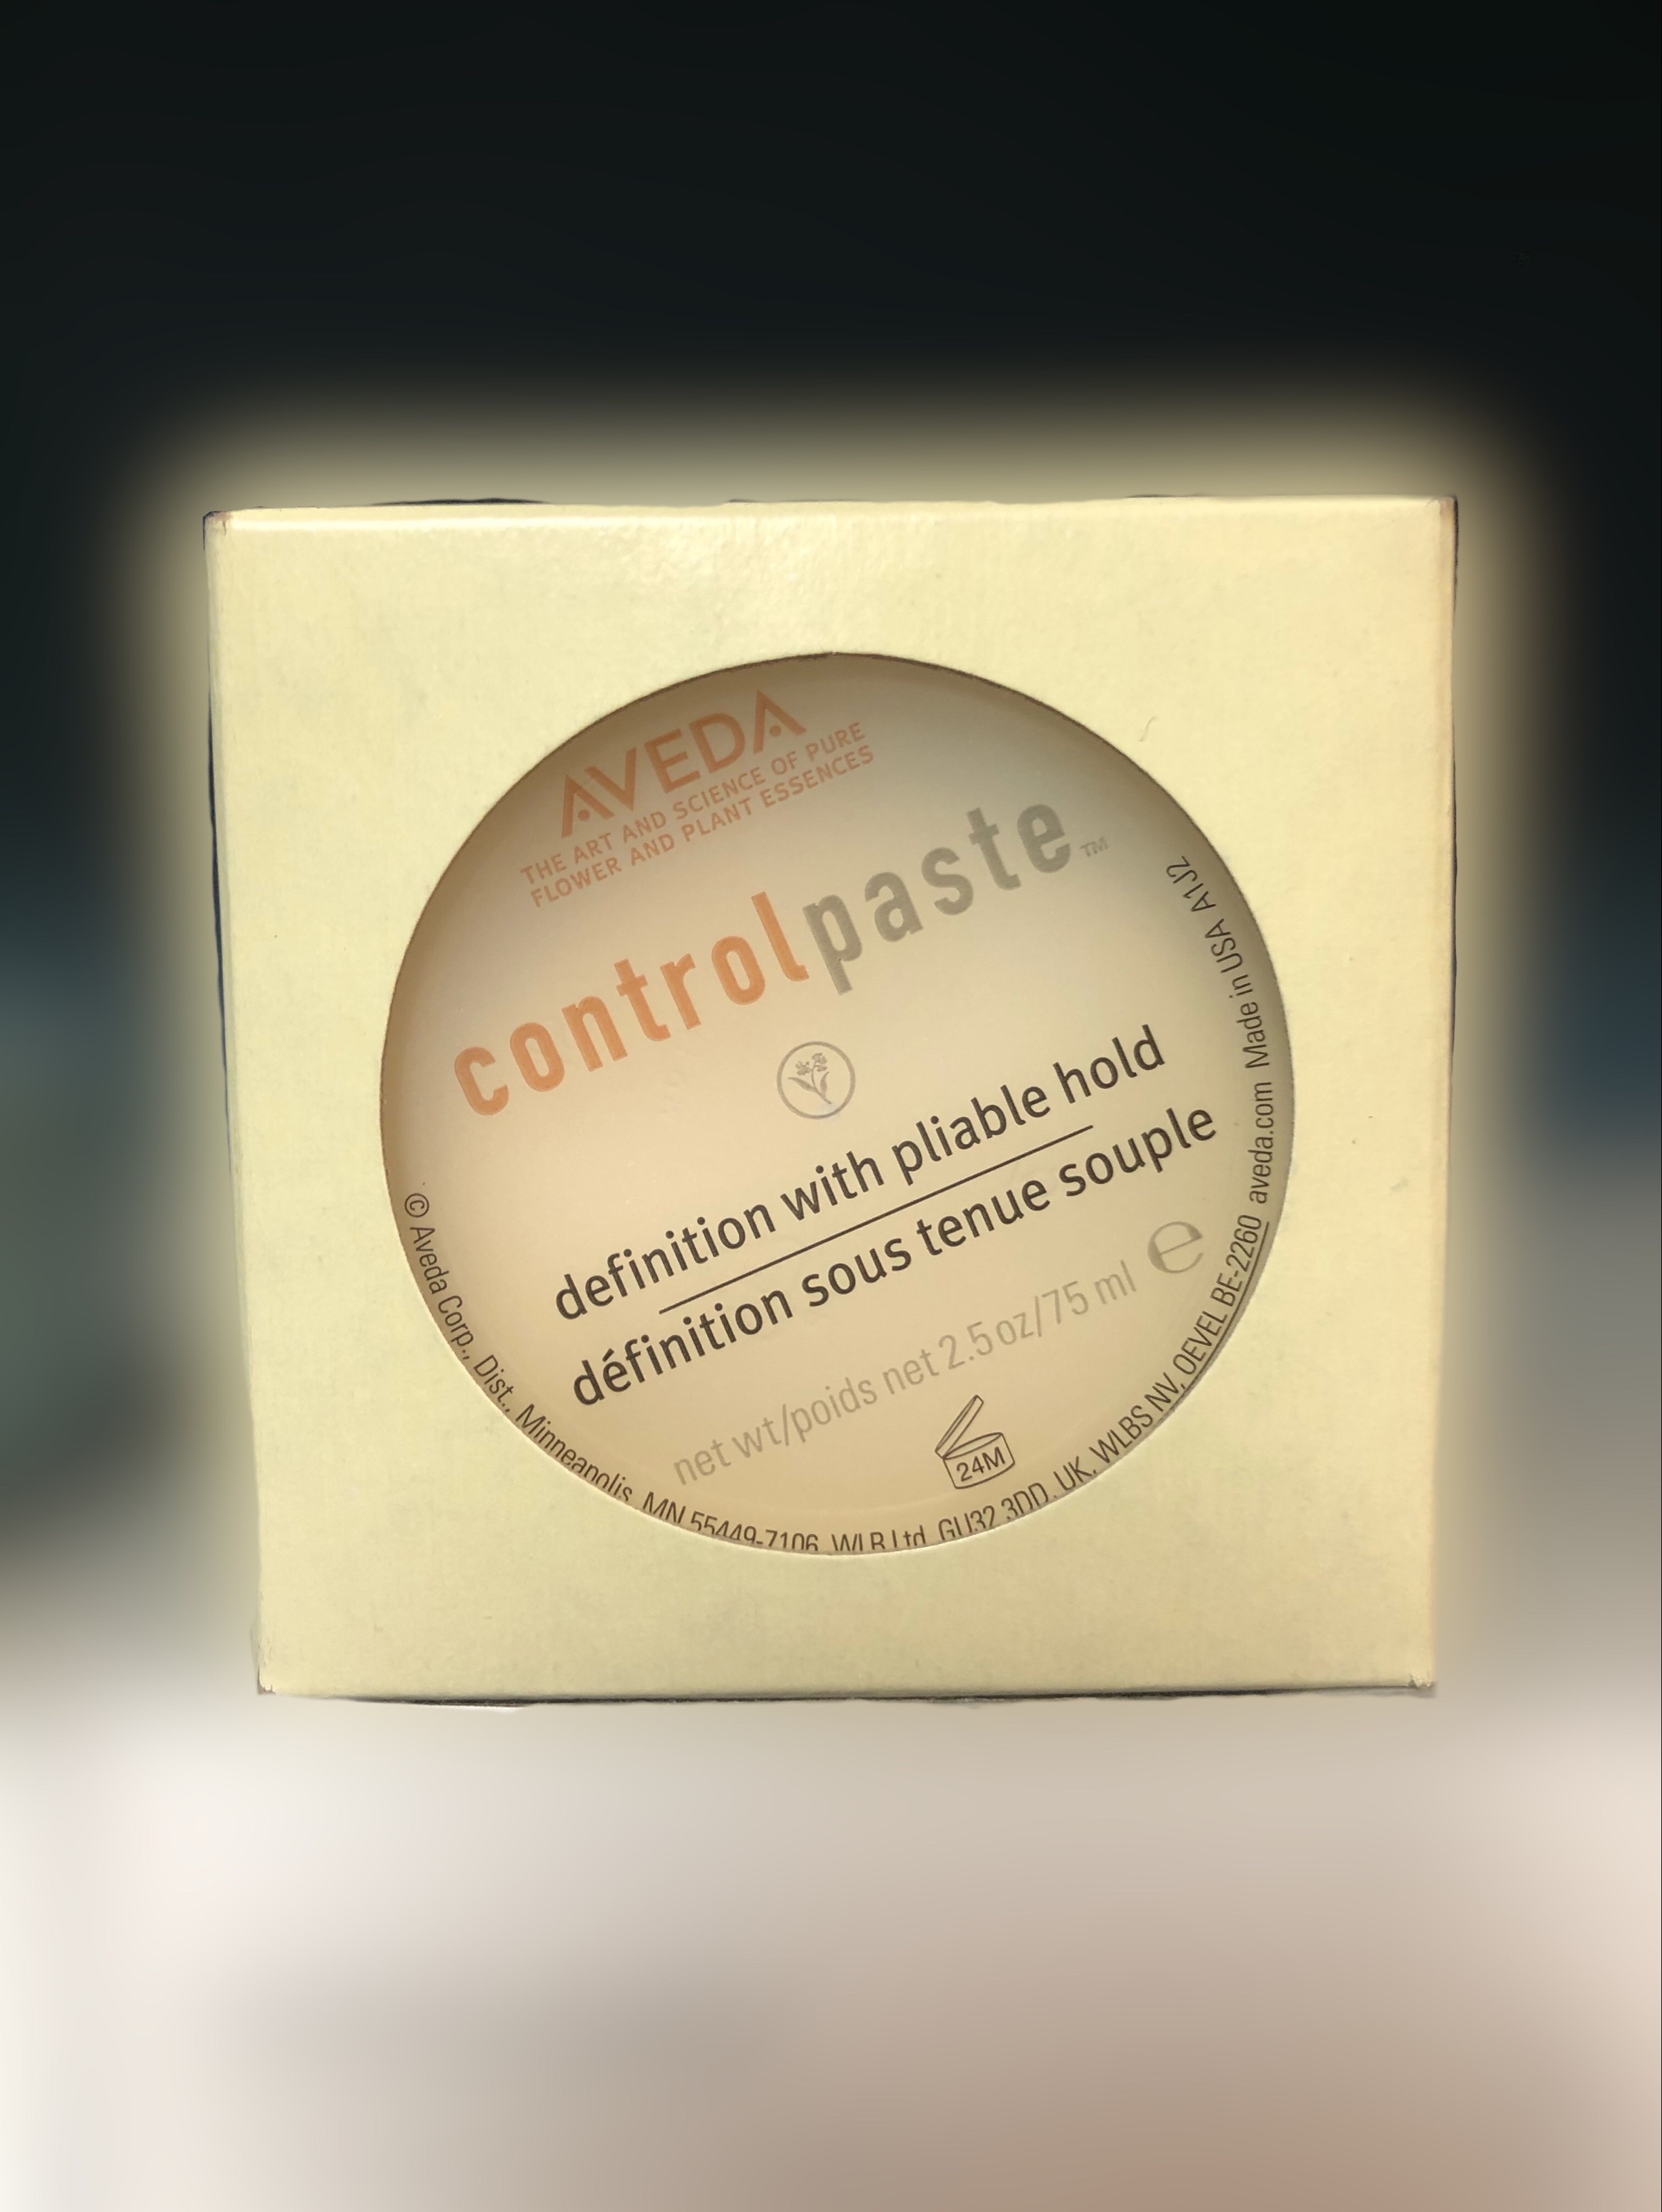 AVEDA
THE ART AND SCIENCE OF PURE
FLOWER AND PLANT ESSENCES
controlpaste™
definition with pliable hold
définition sous tenue souple
net wt/poids net 2.5 oz/75 ml ℮
24M
© Aveda Corp., Dist., Minneapolis, MN 55449-7106 WLB Ltd. GU32 3DD, UK. WLBS NV, OEVEL BE-2260 aveda.com Made in USA A1J2